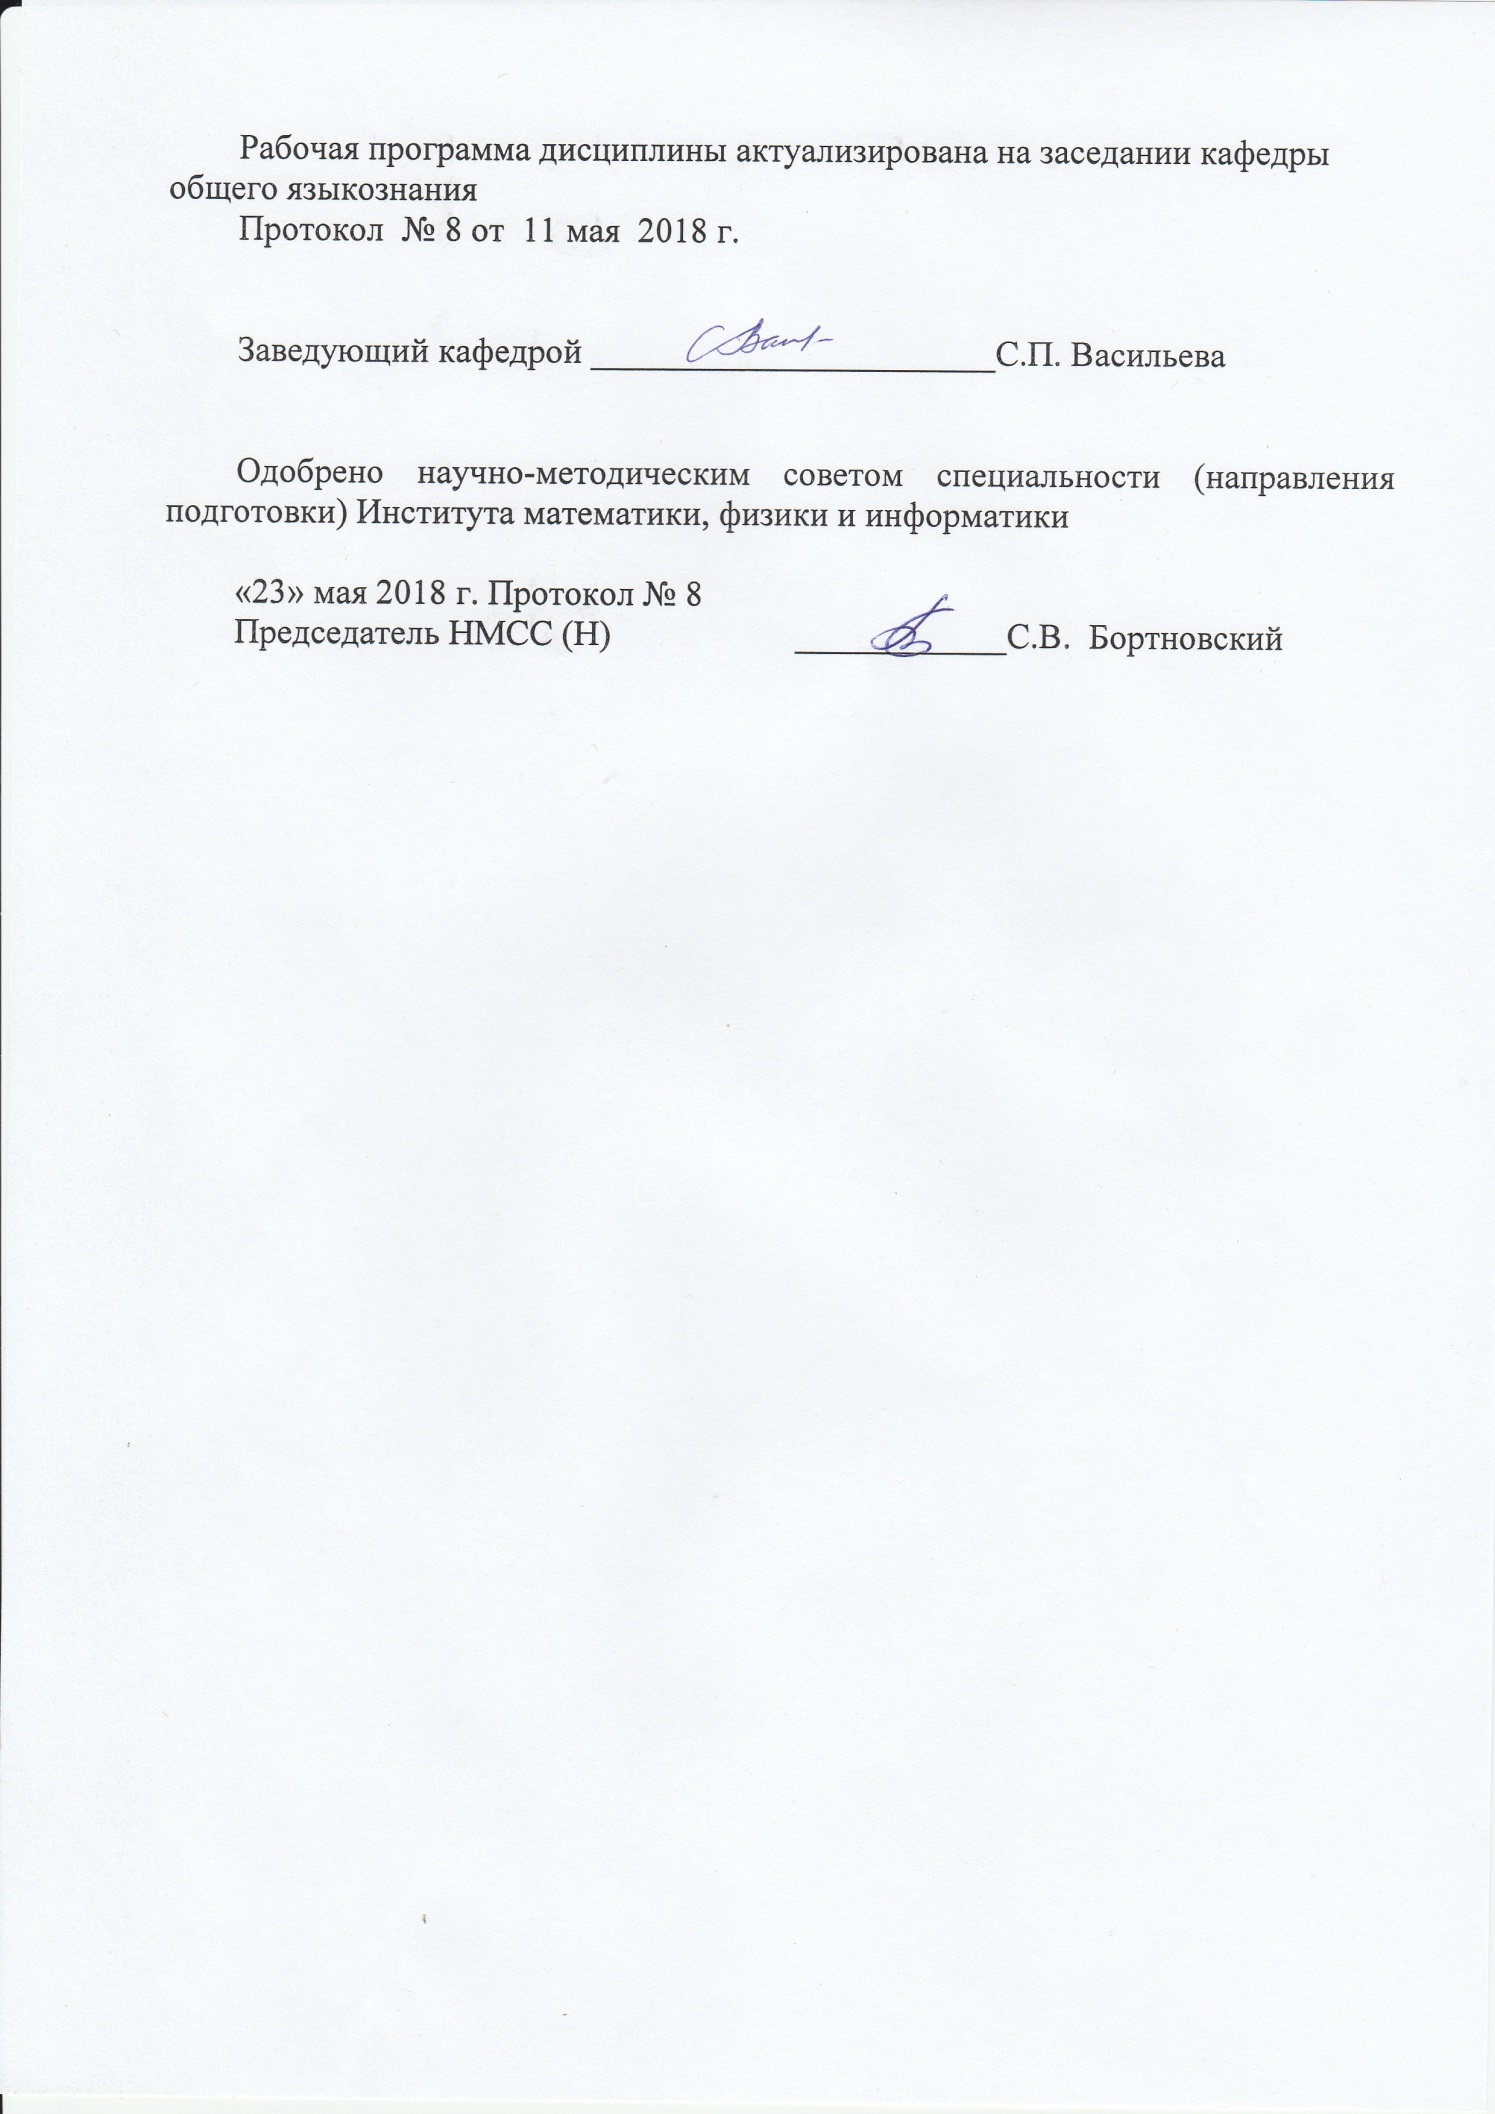 Рабочая программа дисциплины актуализирована на заседании кафедры
общего языкознания
Протокол № 8 от 11 мая 2018 г.
Заведующий кафедрой ______________________С.П. Васильева
Одобрено научно-методическим советом специальности (направления
подготовки) Института математики, физики и информатики
«23» мая 2018 г. Протокол № 8
Председатель НМСС (Н) ____________С.В. Бортновский